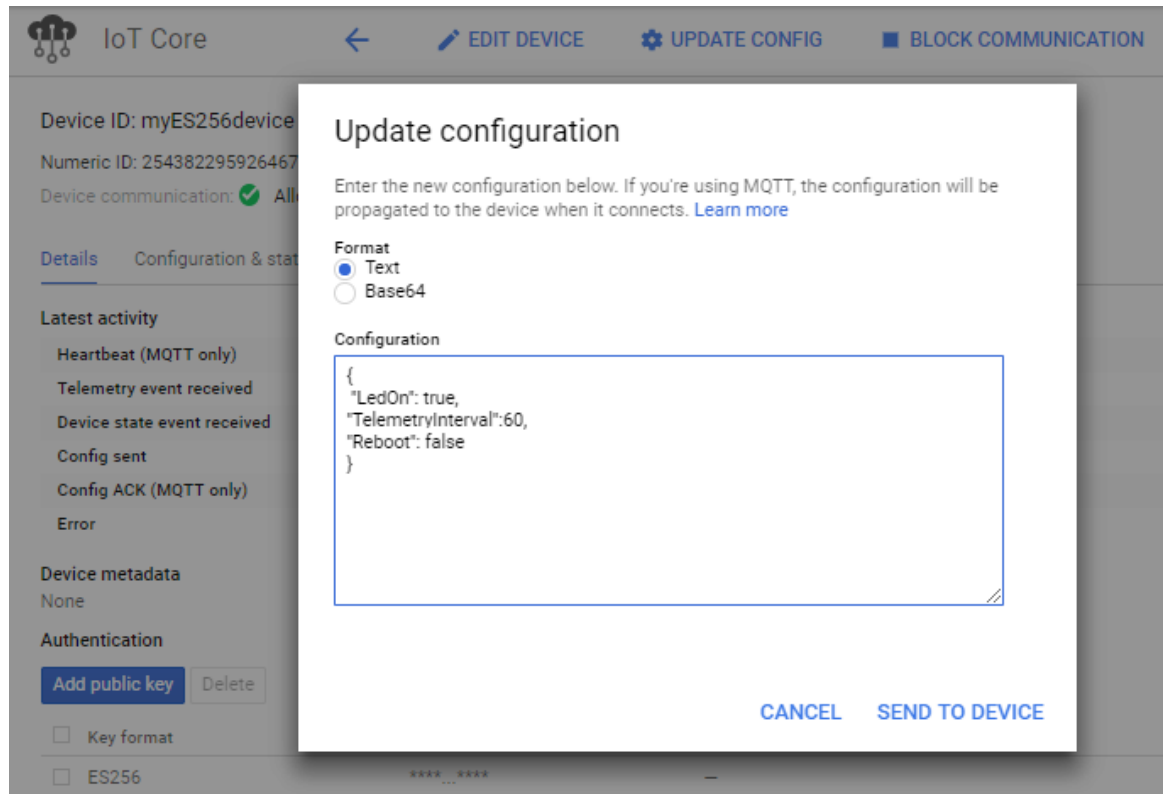 IoT Core
EDIT DEVICE
UPDATE CONFIG
BLOCK COMMUNICATION
Device ID: myES256device
Numeric ID: 254382295926467
Device communication:
Details
Configuration & stat
Latest activity
Heartbeat (MQTT only)
Telemetry event received
Device state event received
Config sent
Config ACK (MQTT only)
Error
Device metadata
None
Authentication
Add public key
Delete
Key format
ES256
****...****
—
Update configuration
Enter the new configuration below. If you're using MQTT, the configuration will be
propagated to the device when it connects. Learn more
Format
Text
Base64
Configuration
{
"LedOn": true,
"TelemetryInterval":60,
"Reboot": false
}
CANCEL
SEND TO DEVICE